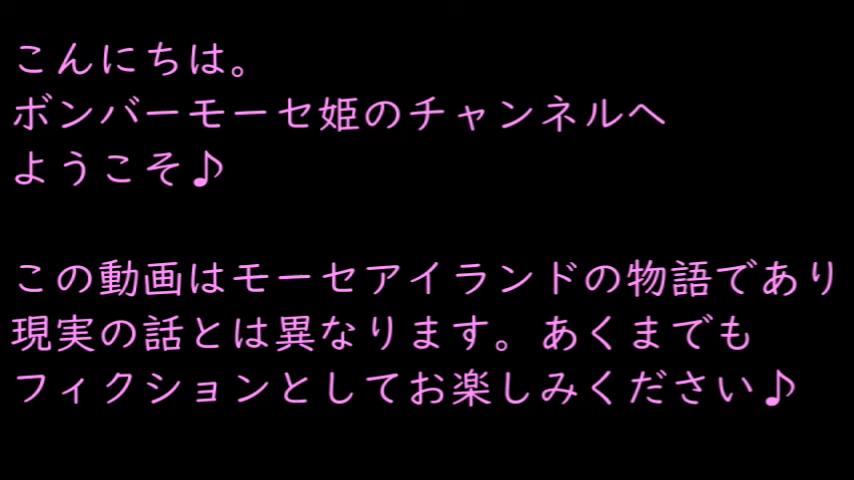 こんにちは。
ボンバーモーセ姫のチャンネルへ
ようこそ♪
この動画はモーセアイランドの物語であり
現実の話とは異なります。あくまでも
フィクションとしてお楽しみください♪